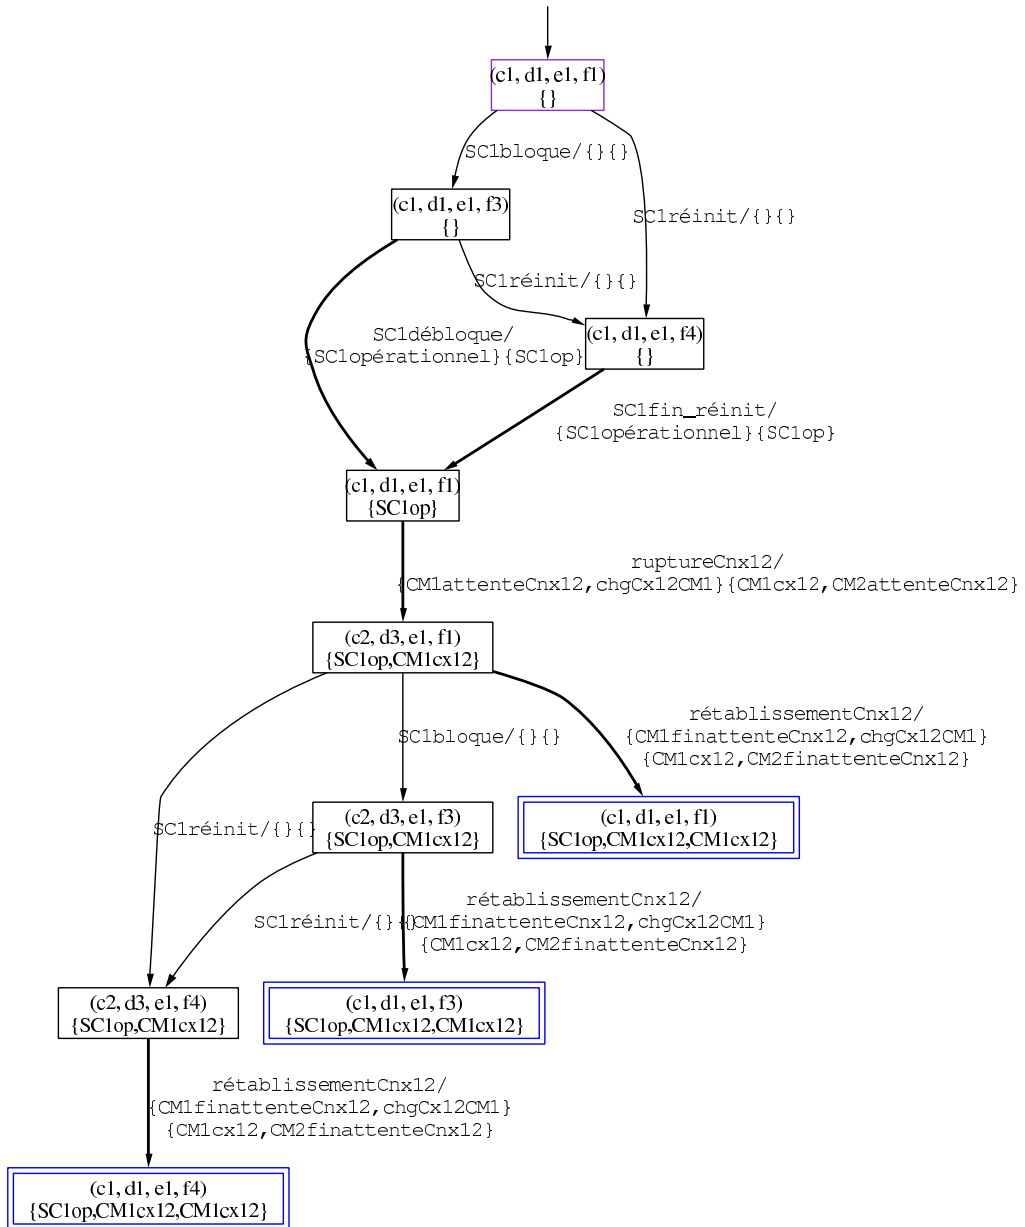 (c1, d1, e1, f1)
{}
SC1bloque/{}{}
(c1, d1, e1, f3)
{}
SC1réinit/{}{}
SC1réinit/{}{}
SC1débloque/
{SC1opérationnel}{SC1op}
(c1, d1, e1, f4)
{}
SC1fin_réinit/
{SC1opérationnel}{SC1op}
(c1, d1, e1, f1)
{SC1op}
ruptureCnx12/
{CM1attenteCnx12,chgCx12CM1}{CM1cx12,CM2attenteCnx12}
(c2, d3, e1, f1)
{SC1op,CM1cx12}
rétablissementCnx12/
{CM1finattenteCnx12,chgCx12CM1}
{CM1cx12,CM2finattenteCnx12}
SC1bloque/{}{}
SC1réinit/{}{}
(c2, d3, e1, f3)
{SC1op,CM1cx12}
(c1, d1, e1, f1)
{SC1op,CM1cx12,CM1cx12}
SC1réinit/{}{}
rétablissementCnx12/
{CM1finattenteCnx12,chgCx12CM1}
{CM1cx12,CM2finattenteCnx12}
(c2, d3, e1, f4)
{SC1op,CM1cx12}
(c1, d1, e1, f3)
{SC1op,CM1cx12,CM1cx12}
rétablissementCnx12/
{CM1finattenteCnx12,chgCx12CM1}
{CM1cx12,CM2finattenteCnx12}
(c1, d1, e1, f4)
{SC1op,CM1cx12,CM1cx12}